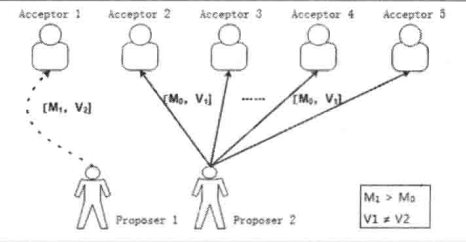 Acceptor 1 Acceptor 2 Acceptor 3 Acceptor 4 Acceptor 5
[M₁, V₂] [M₀, V₁] ...... [M₀, V₁]
M₁ > M₀
Proposer 1 Proposer 2 V1 ≠ V2